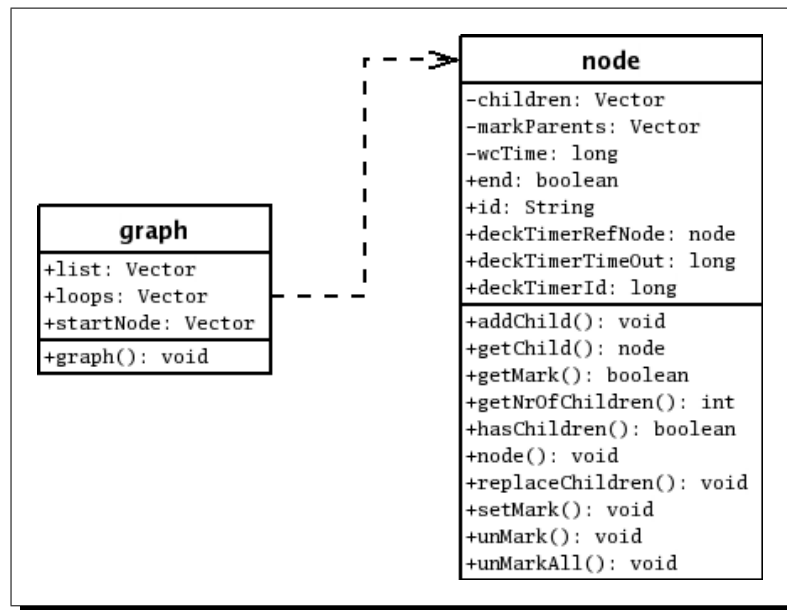 graph
+list: Vector
+loops: Vector
+startNode: Vector
+graph(): void
node
-children: Vector
-markParents: Vector
-wcTime: long
+end: boolean
+id: String
+deckTimerRefNode: node
+deckTimerTimeOut: long
+deckTimerId: long
+addChild(): void
+getChild(): node
+getMark(): boolean
+getNrOfChildren(): int
+hasChildren(): boolean
+node(): void
+replaceChildren(): void
+setMark(): void
+unMark(): void
+unMarkAll(): void